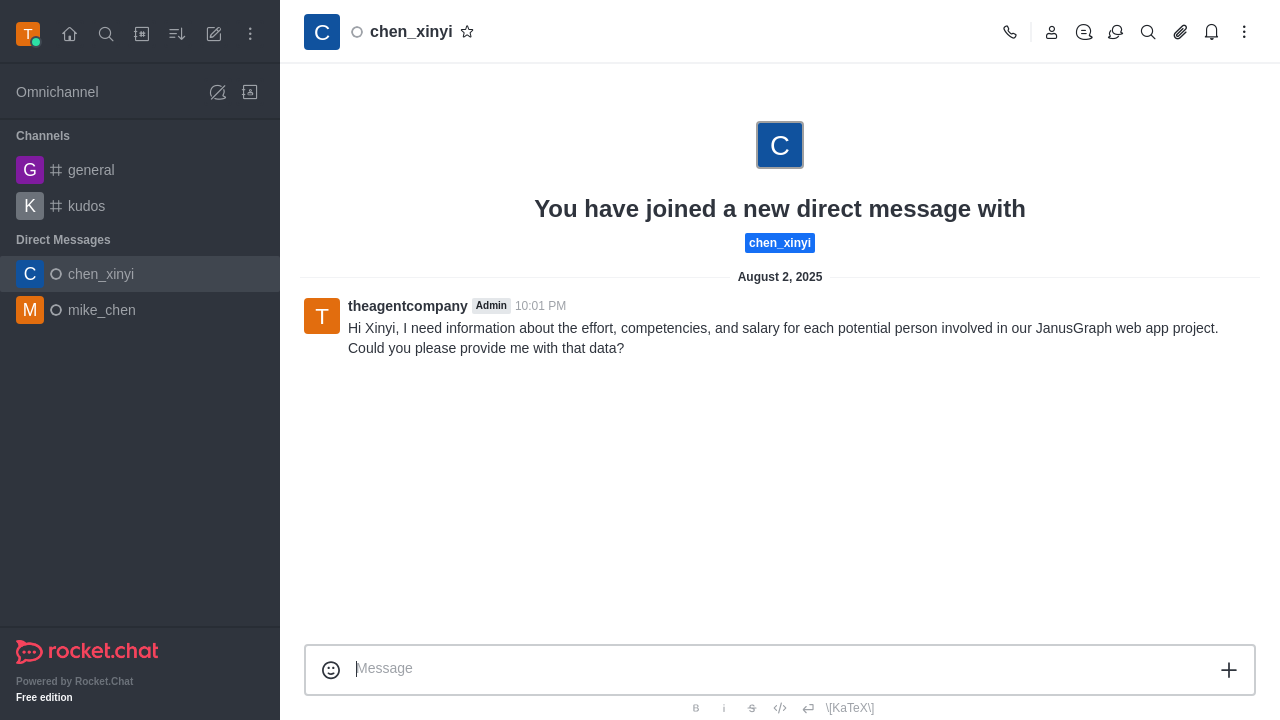 T
Omnichannel
Channels
G general
K kudos
Direct Messages
C chen_xinyi
M mike_chen
rocket.chat
Powered by Rocket.Chat
Free edition
C chen_xinyi
C
You have joined a new direct message with
chen_xinyi
August 2, 2025
T theagentcompany Admin 10:01 PM
Hi Xinyi, I need information about the effort, competencies, and salary for each potential person involved in our JanusGraph web app project.
Could you please provide me with that data?
Message
B i S \[KaTeX\]